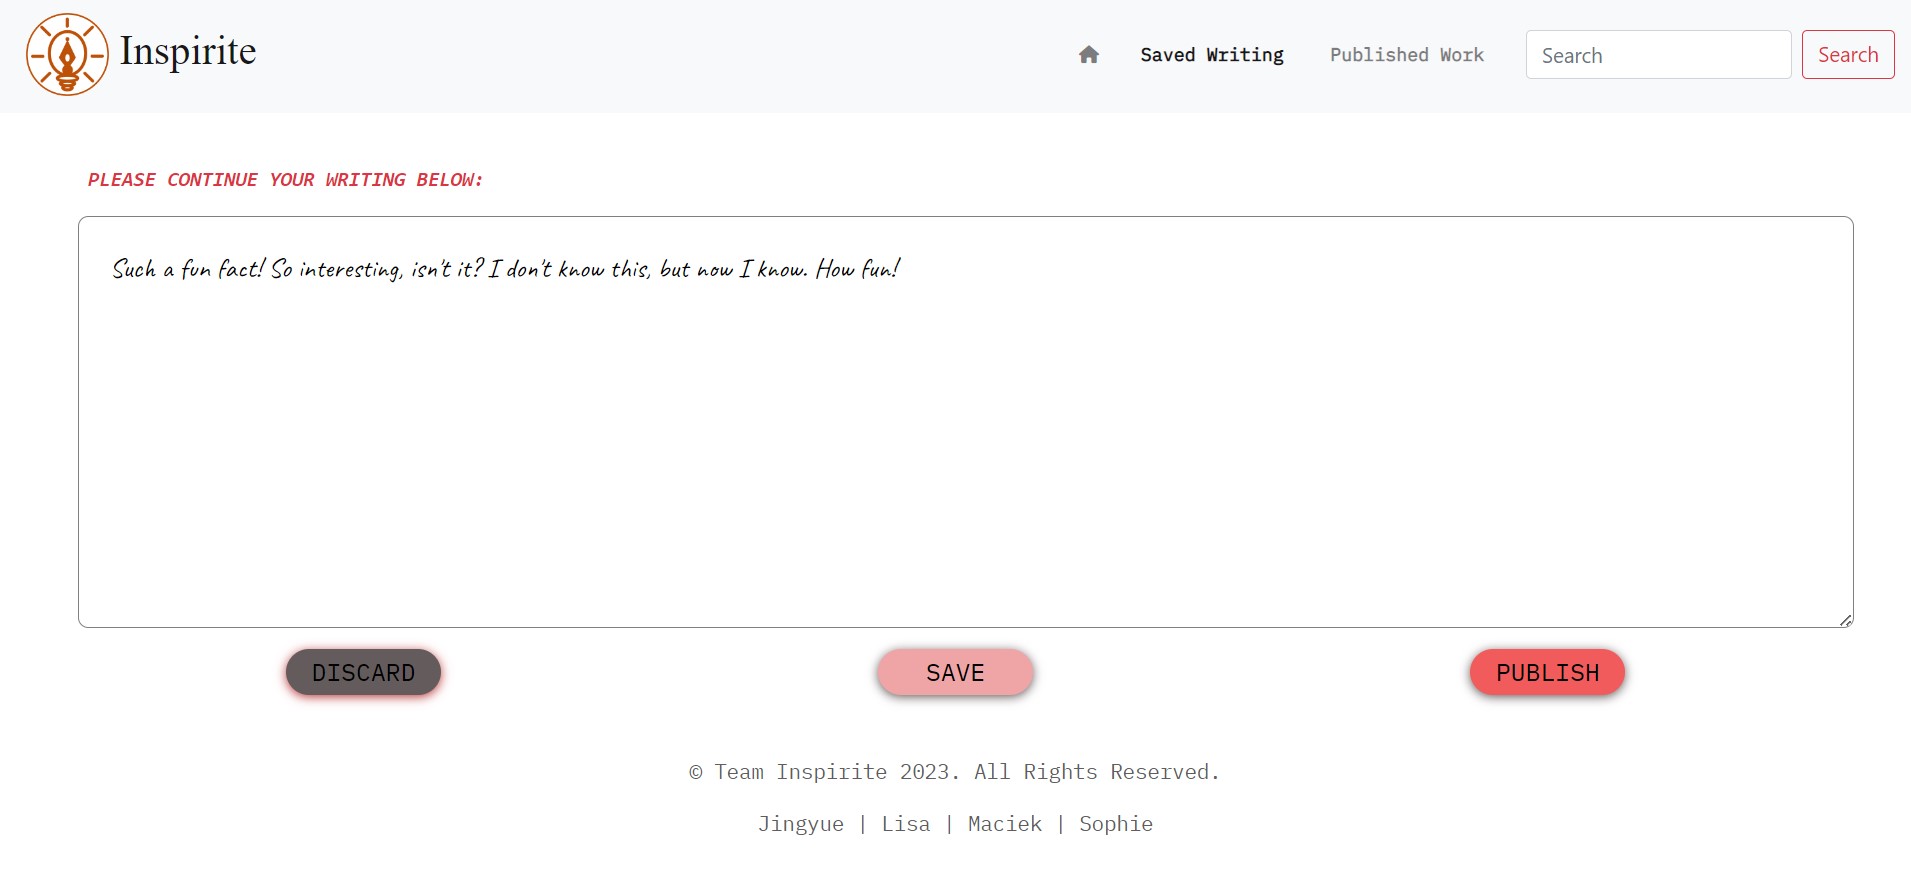 Inspirite
Saved Writing
Published Work
Search
Search
PLEASE CONTINUE YOUR WRITING BELOW:
Such a fun fact! So interesting, isn't it? I don't know this, but now I know. How fun!
DISCARD
SAVE
PUBLISH
© Team Inspirite 2023. All Rights Reserved.
Jingyue | Lisa | Maciek | Sophie